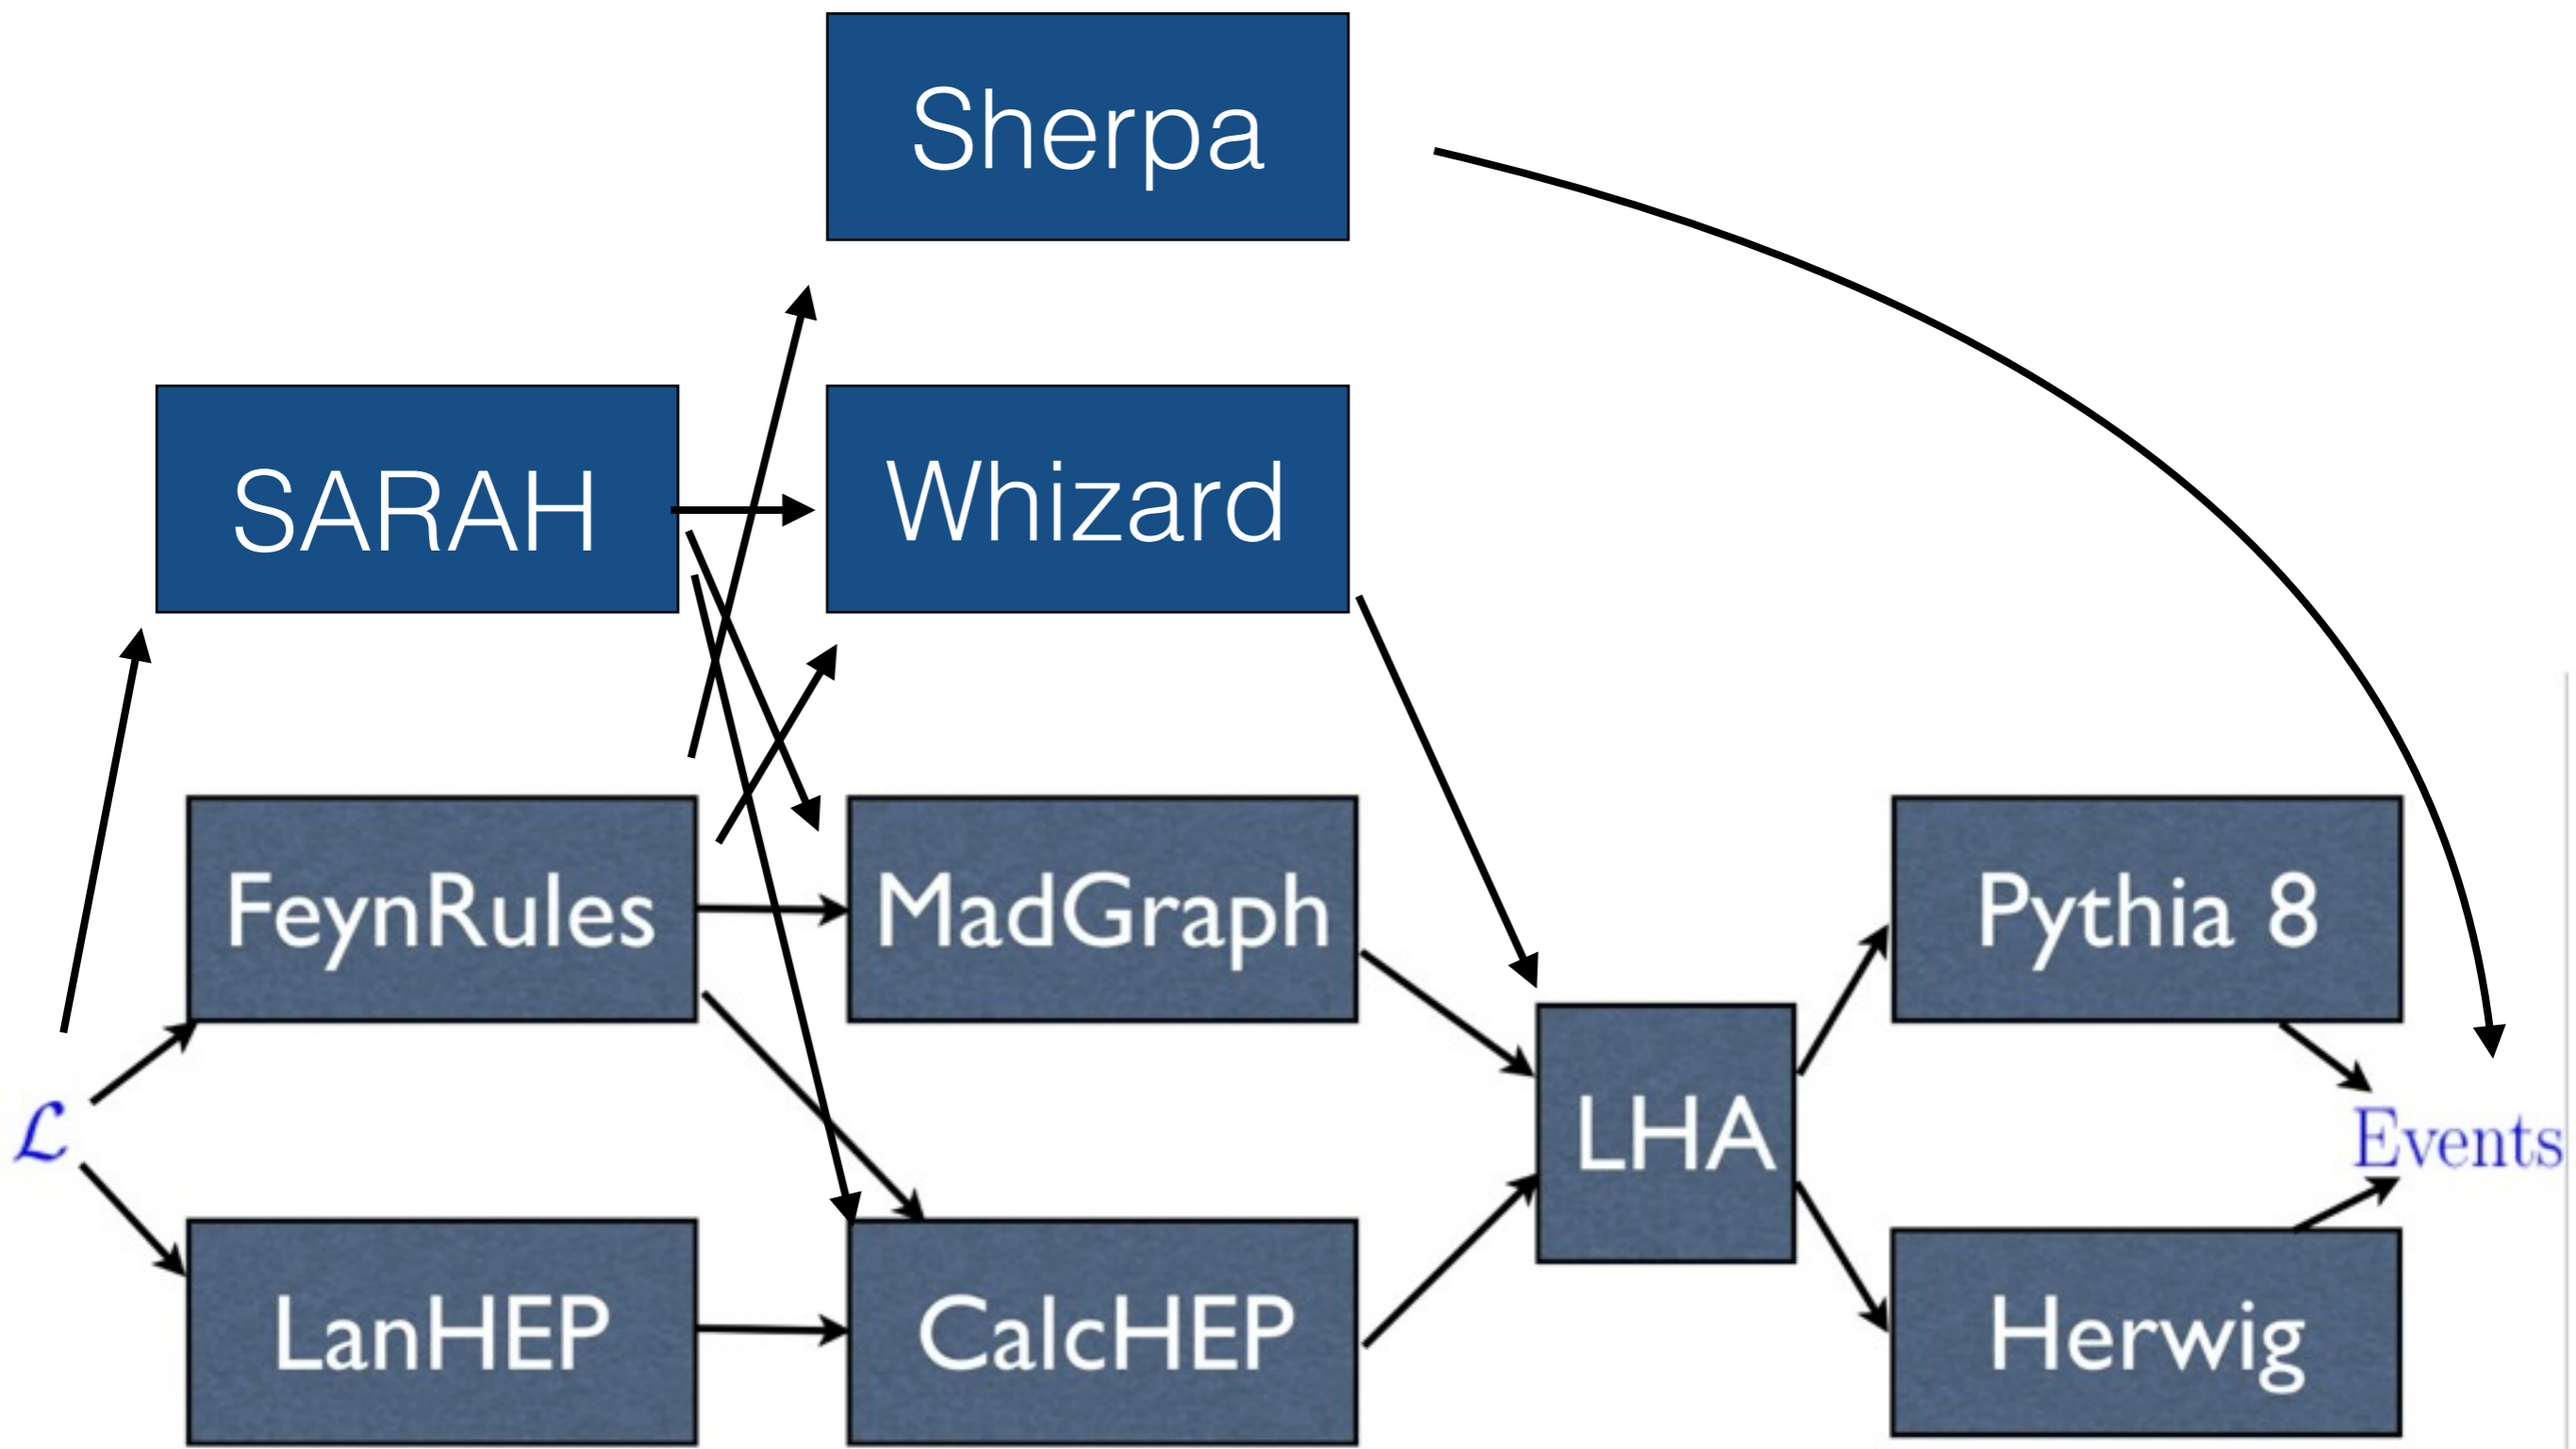 Sherpa
SARAH
Whizard
FeynRules
MadGraph
Pythia 8
ℒ
LHA
Events
LanHEP
CalcHEP
Herwig